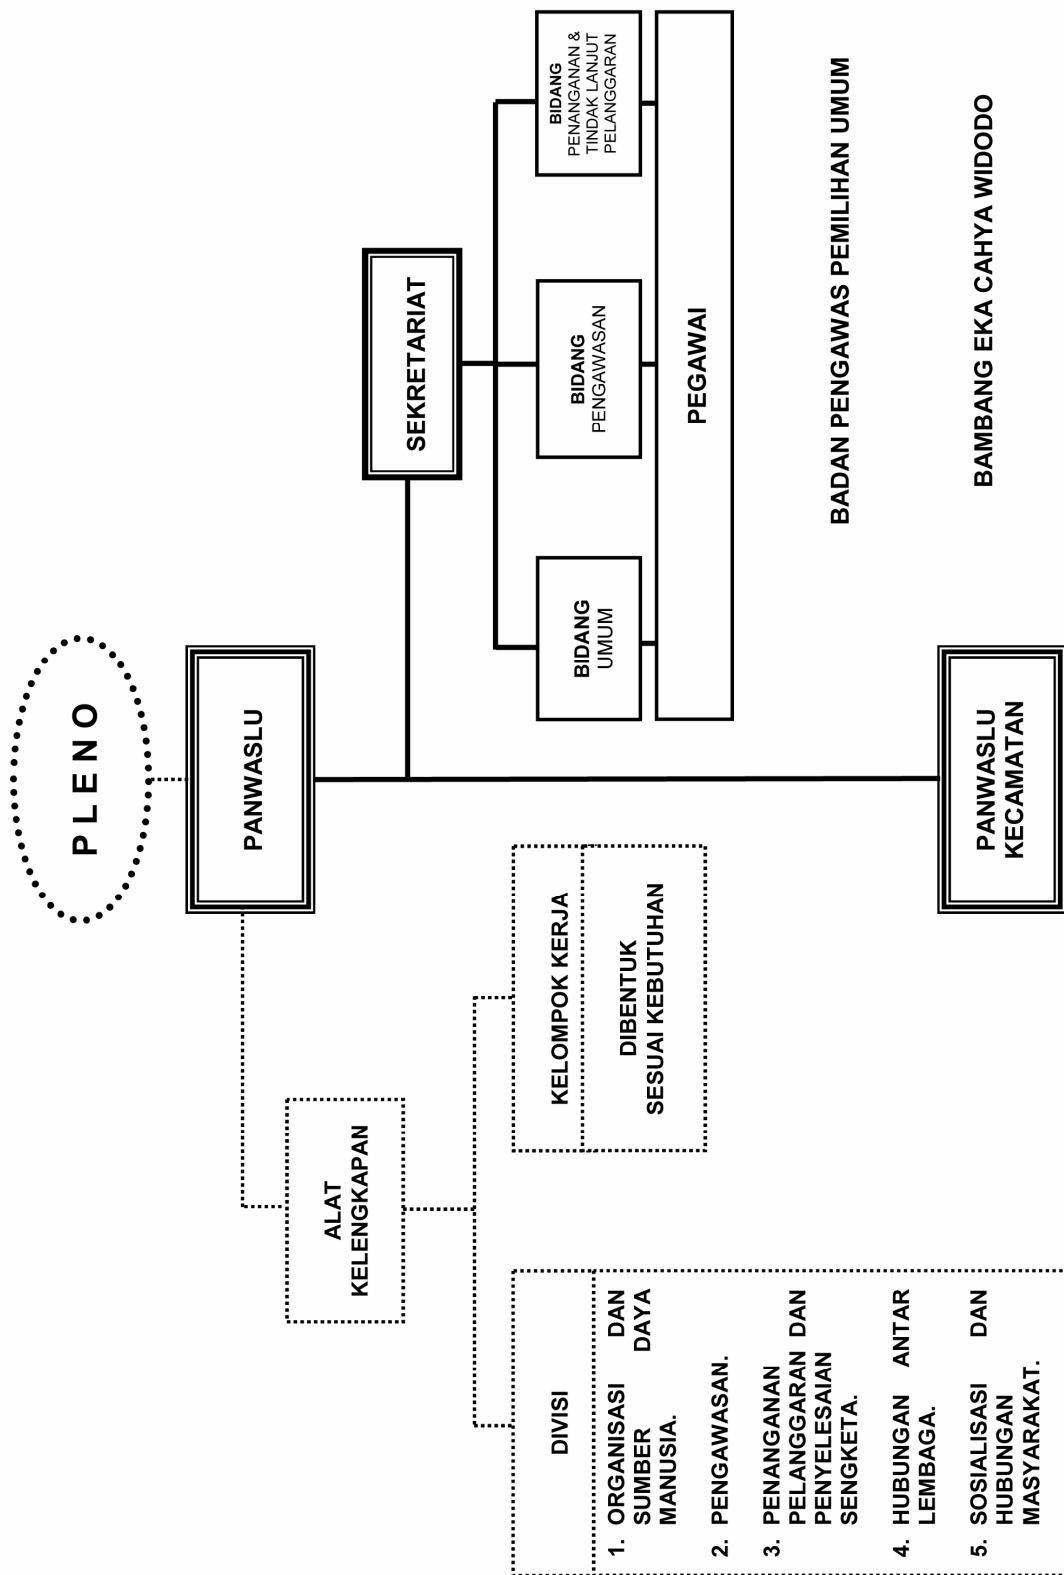 P L E N O
PANWASLU
ALAT
KELENGKAPAN
SEKRETARIAT
DIVISI
1. ORGANISASI DAN
SUMBER DAYA
MANUSIA.
2. PENGAWASAN.
3. PENANGANAN
PELANGGARAN DAN
PENYELESAIAN
SENGKETA.
4. HUBUNGAN ANTAR
LEMBAGA.
5. SOSIALISASI DAN
HUBUNGAN
MASYARAKAT.
KELOMPOK KERJA
DIBENTUK
SESUAI KEBUTUHAN
BIDANG
UMUM
BIDANG
PENGAWASAN
BIDANG
PENANGANAN &
TINDAK LANJUT
PELANGGARAN
PEGAWAI
PANWASLU
KECAMATAN
BADAN PENGAWAS PEMILIHAN UMUM
BAMBANG EKA CAHYA WIDODO